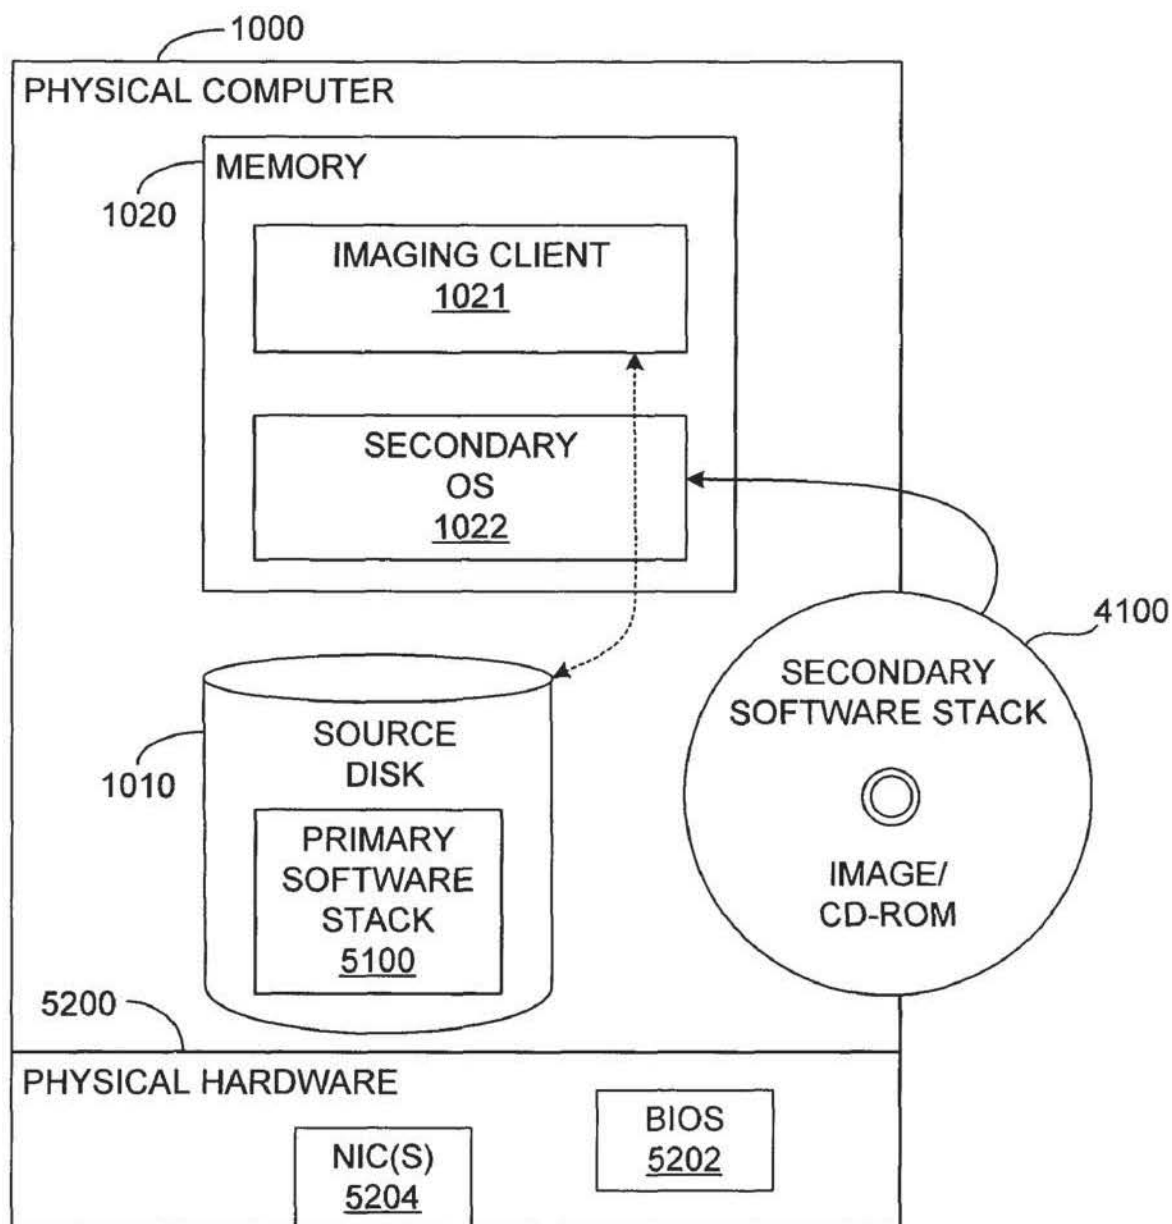 1000
PHYSICAL COMPUTER
MEMORY
1020
IMAGING CLIENT
1021
SECONDARY
OS
1022
4100
SECONDARY
SOFTWARE STACK
IMAGE/
CD-ROM
SOURCE
DISK
1010
PRIMARY
SOFTWARE
STACK
5100
5200
PHYSICAL HARDWARE
BIOS
5202
NIC(S)
5204